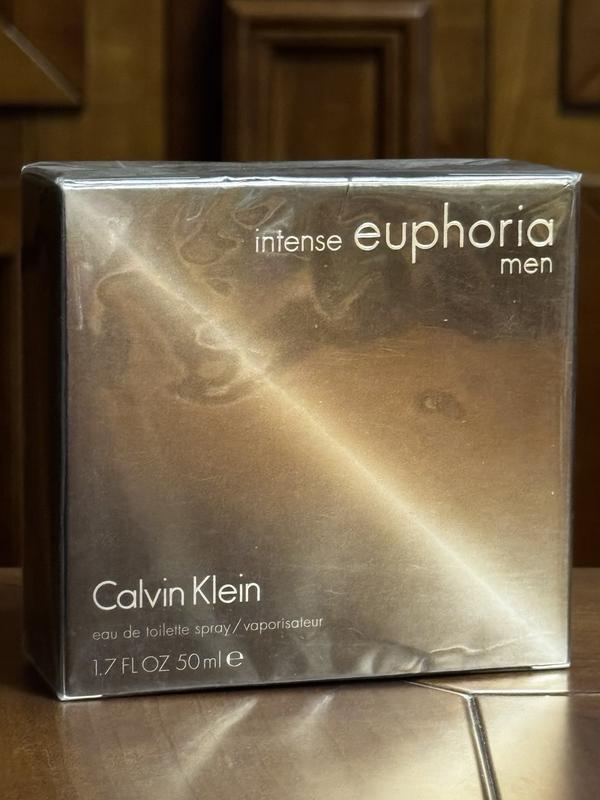 intense euphoria
men
Calvin Klein
eau de toilette spray/vaporisateur
1.7 FL OZ 50 ml ℮